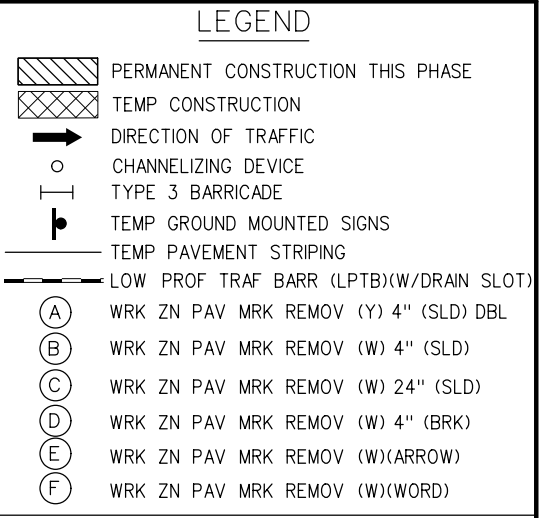 LEGEND
PERMANENT CONSTRUCTION THIS PHASE
TEMP CONSTRUCTION
DIRECTION OF TRAFFIC
CHANNELIZING DEVICE
TYPE 3 BARRICADE
TEMP GROUND MOUNTED SIGNS
TEMP PAVEMENT STRIPING
LOW PROF TRAF BARR (LPTB)(W/DRAIN SLOT)
A WRK ZN PAV MRK REMOV (Y) 4" (SLD) DBL
B WRK ZN PAV MRK REMOV (W) 4" (SLD)
C WRK ZN PAV MRK REMOV (W) 24" (SLD)
D WRK ZN PAV MRK REMOV (W) 4" (BRK)
E WRK ZN PAV MRK REMOV (W)(ARROW)
F WRK ZN PAV MRK REMOV (W)(WORD)